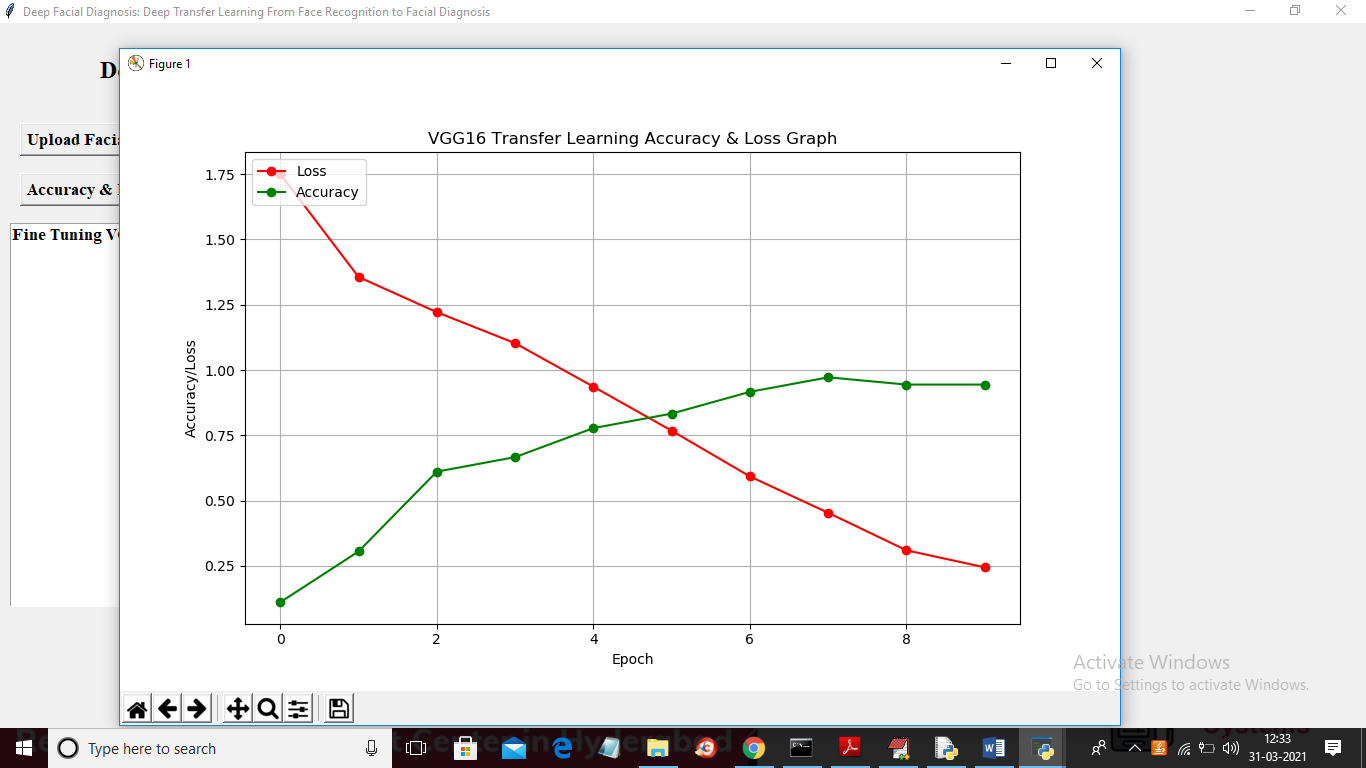 Deep Facial Diagnosis: Deep Transfer Learning From Face Recognition to Facial Diagnosis
Figure 1
Upload
Accuracy &
Fine Tuning
VGG16 Transfer Learning Accuracy & Loss Graph
Loss
Accuracy
1.75
1.50
1.25
1.00
0.75
0.50
0.25
Accuracy/Loss
0 2 4 6 8
Epoch
Activate Windows
Go to Settings to activate Windows.
Type here to search
12:33
31-03-2021